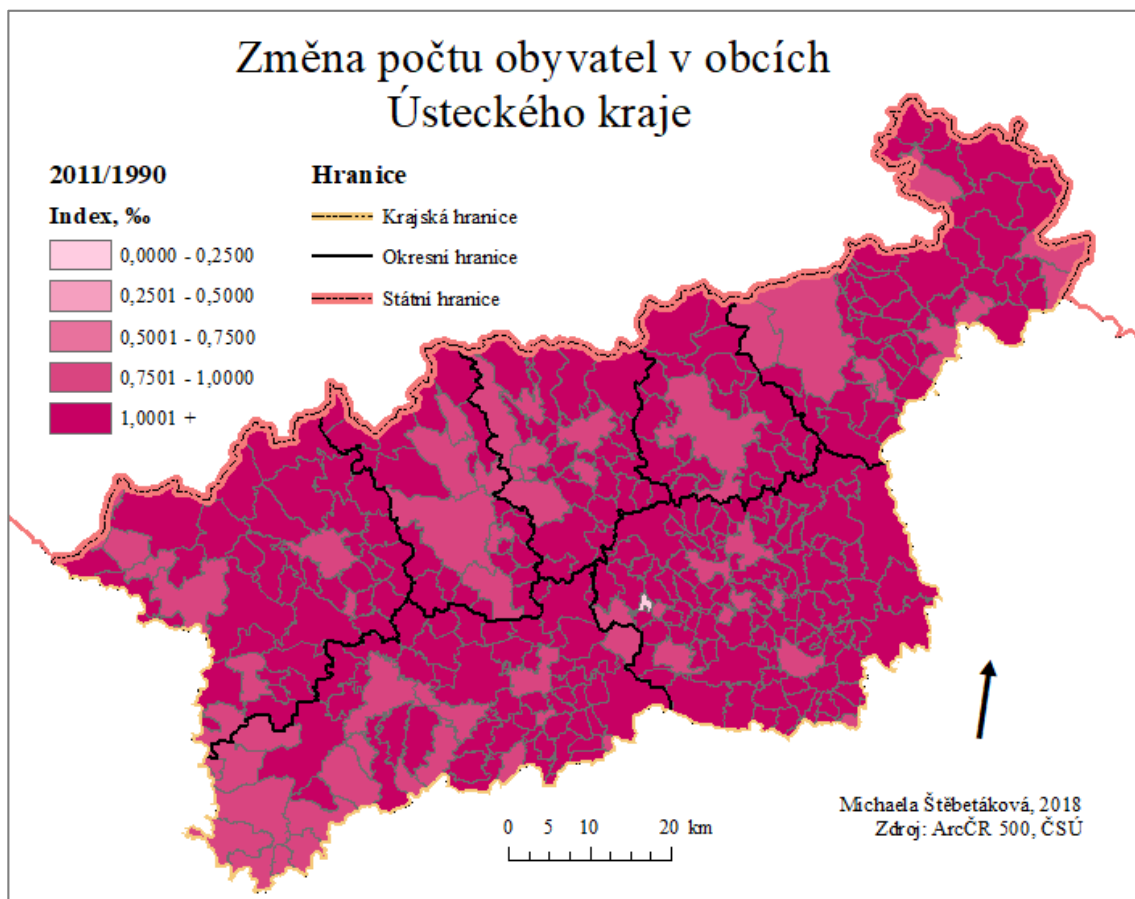 Změna počtu obyvatel v obcích
Ústeckého kraje
2011/1990
Index, ‰
0,0000 - 0,2500
0,2501 - 0,5000
0,5001 - 0,7500
0,7501 - 1,0000
1,0001 +
Hranice
Krajská hranice
Okresní hranice
Státní hranice
0 5 10 20 km
Michaela Štěbetáková, 2018
Zdroj: ArcČR 500, ČSÚ